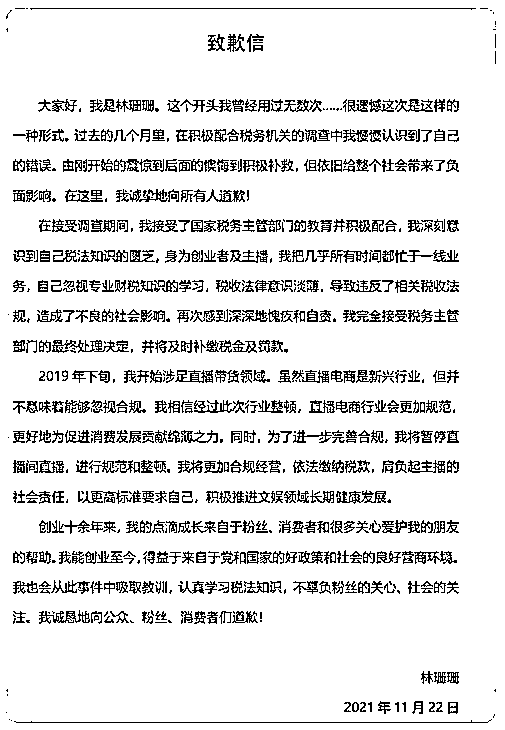 致歉信
大家好，我是林珊珊。这个开头我曾经用过无数次……很遗憾这次是这样的
一种形式。过去的几个月里，在积极配合税务机关的调查中我慢慢认识到了自己
的错误。由刚开始的震惊到后面的懊悔到积极补救，但依旧给整个社会带来了负
面影响。在这里，我诚挚地向所有人道歉！
在接受调查期间，我接受了国家税务主管部门的教育并积极配合，我深刻意
识到自己税法知识的匮乏，身为创业者及主播，我把几乎所有时间都忙于一线业
务，自己忽视专业财税知识的学习，税收法律意识淡薄，导致违反了相关税收法
规，造成了不良的社会影响。再次感到深深地愧疚和自责。我完全接受税务主管
部门的最终处理决定，并将及时补缴税金及罚款。
2019 年下旬，我开始涉足直播带货领域。虽然直播电商是新兴行业，但并
不意味着能够忽视合规。我相信经过此次行业整顿，直播电商行业会更加规范，
更好地为促进消费发展贡献绵薄之力。同时，为了进一步完善合规，我将暂停直
播间直播，进行规范和整顿。我将更加合规经营，依法缴纳税款，肩负起主播的
社会责任，以更高标准要求自己，积极推进文娱领域长期健康发展。
创业十余年来，我的点滴成长来自于粉丝、消费者和很多关心爱护我的朋友
的帮助。我能创业至今，得益于来自于党和国家的好政策和社会的良好营商环境。
我也会从此事件中吸取教训，认真学习税法知识，不辜负粉丝的关心、社会的关
注。我诚恳地向公众、粉丝、消费者们道歉！
林珊珊
2021 年 11 月 22 日